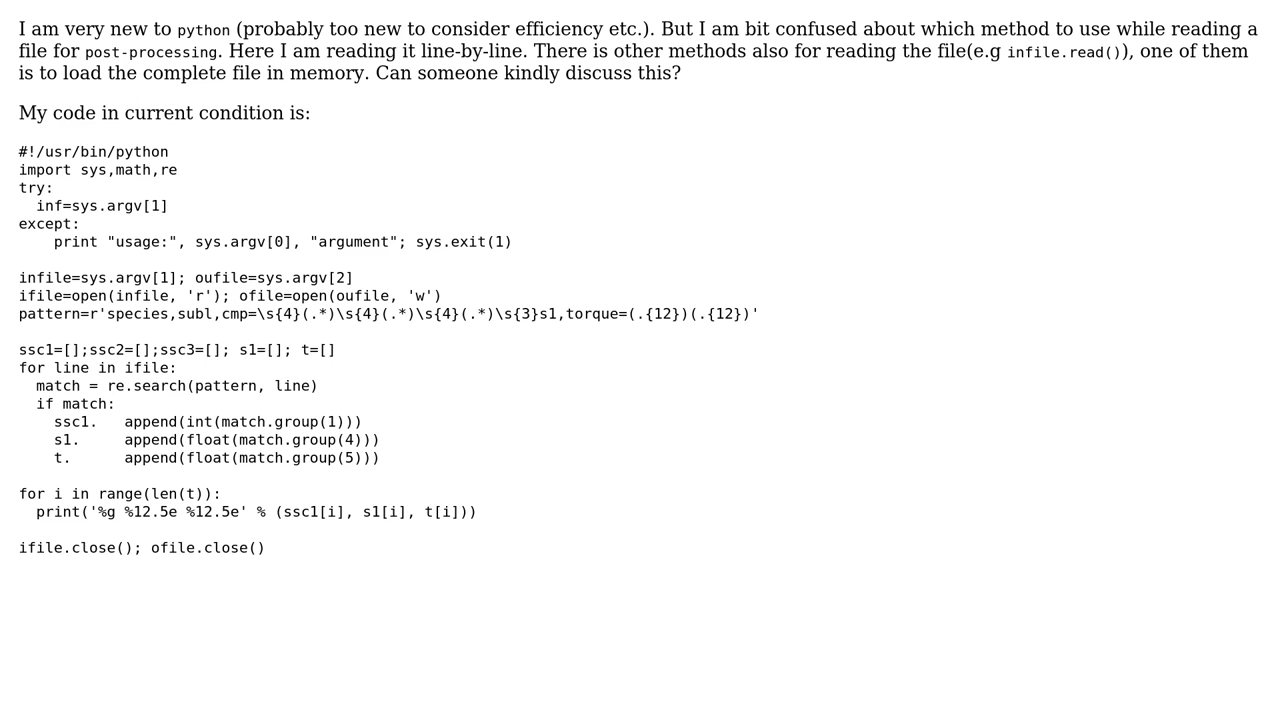 I am very new to python (probably too new to consider efficiency etc.). But I am bit confused about which method to use while reading a
file for post-processing. Here I am reading it line-by-line. There is other methods also for reading the file(e.g infile.read()), one of them
is to load the complete file in memory. Can someone kindly discuss this?
My code in current condition is:
#!/usr/bin/python
import sys,math,re
try:
  inf=sys.argv[1]
except:
    print "usage:", sys.argv[0], "argument"; sys.exit(1)
infile=sys.argv[1]; oufile=sys.argv[2]
ifile=open(infile, 'r'); ofile=open(oufile, 'w')
pattern=r'species,subl,cmp=\s{4}(.*)\s{4}(.*)\s{4}(.*)\s{3}s1,torque=(.{12})(.{12})'
ssc1=[];ssc2=[];ssc3=[]; s1=[]; t=[]
for line in ifile:
  match = re.search(pattern, line)
  if match:
    ssc1.   append(int(match.group(1)))
    s1.     append(float(match.group(4)))
    t.      append(float(match.group(5)))
for i in range(len(t)):
  print('%g %12.5e %12.5e' % (ssc1[i], s1[i], t[i]))
ifile.close(); ofile.close()